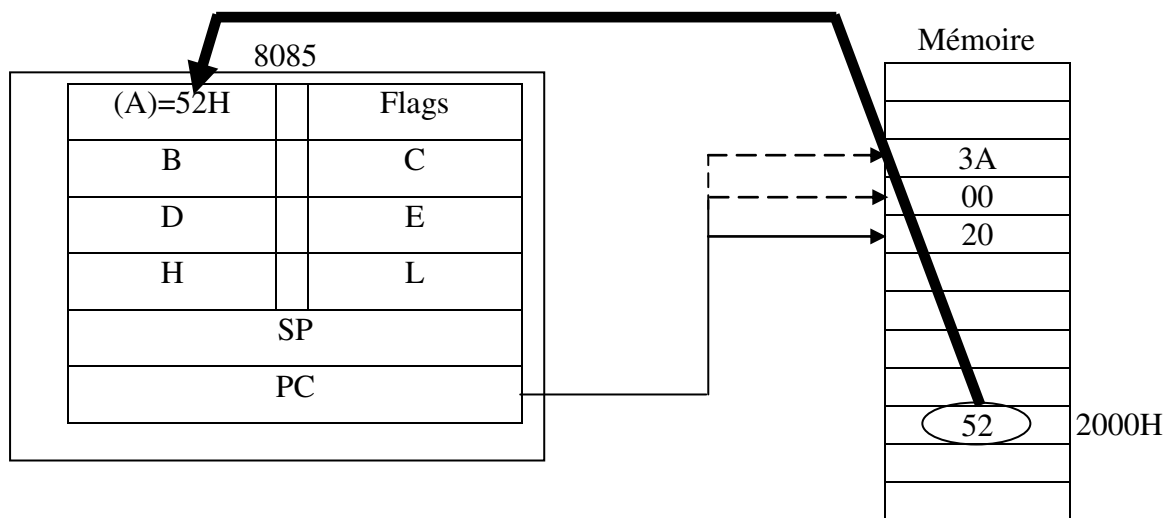 Mémoire
8085
(A)=52H Flags
B C
D E
H L
SP
PC
3A
00
20
52 2000H